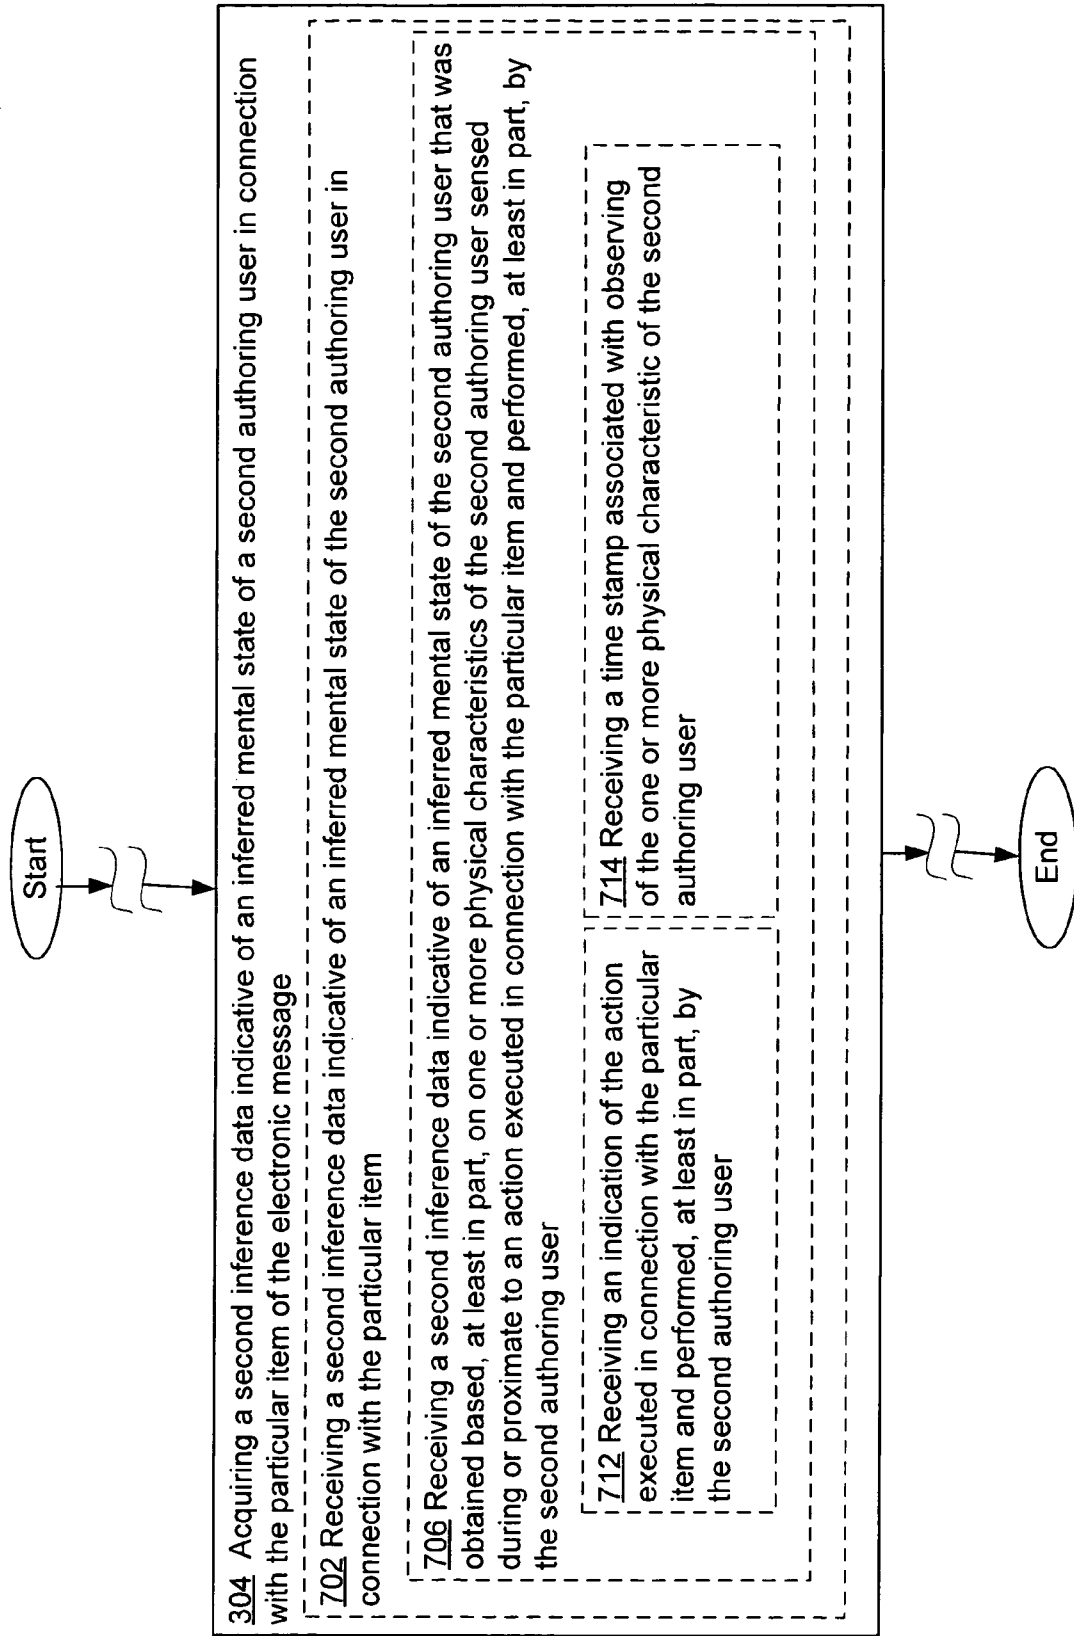 Start
304 Acquiring a second inference data indicative of an inferred mental state of a second authoring user in connection
with the particular item of the electronic message
702 Receiving a second inference data indicative of an inferred mental state of the second authoring user in
connection with the particular item
706 Receiving a second inference data indicative of an inferred mental state of the second authoring user that was
obtained based, at least in part, on one or more physical characteristics of the second authoring user sensed
during or proximate to an action executed in connection with the particular item and performed, at least in part, by
the second authoring user
712 Receiving an indication of the action
executed in connection with the particular
item and performed, at least in part, by
the second authoring user
714 Receiving a time stamp associated with observing
of the one or more physical characteristic of the second
authoring user
End